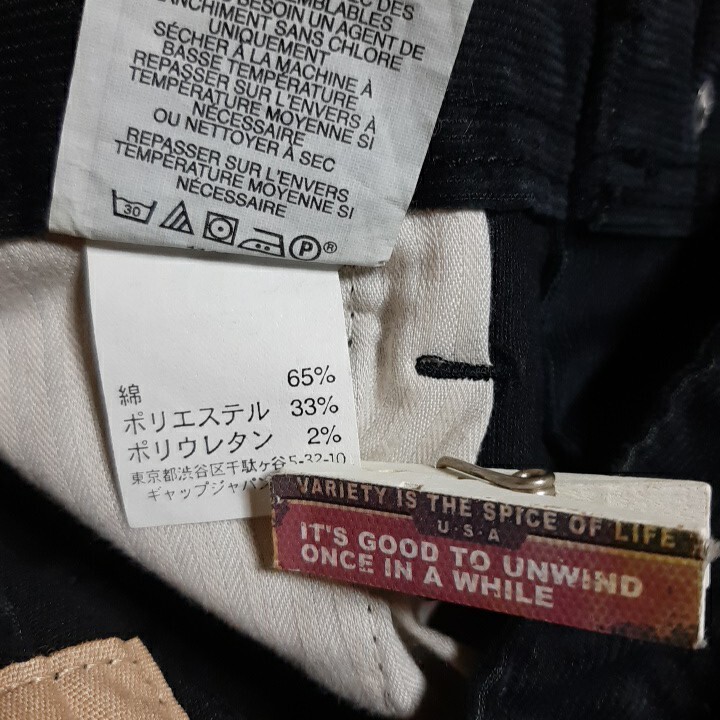 SEMBLABLES
AVEC DES
BESOIN UN AGENT DE
BLANCHIMENT SANS CHLORE
UNIQUEMENT
SÉCHER À LA MACHINE À
BASSE TEMPÉRATURE
REPASSER SUR L'ENVERS À
TEMPÉRATURE MOYENNE SI
NÉCESSAIRE
OU NETTOYER À SEC
REPASSER SUR L'ENVERS
TEMPÉRATURE MOYENNE SI
NÉCESSAIRE
30 P ®
綿 65%
ポリエステル 33%
ポリウレタン 2%
東京都渋谷区千駄ヶ谷5-32-10
ギャップジャパン
VARIETY IS THE SPICE OF LIFE
U·S·A
IT'S GOOD TO UNWIND
ONCE IN A WHILE